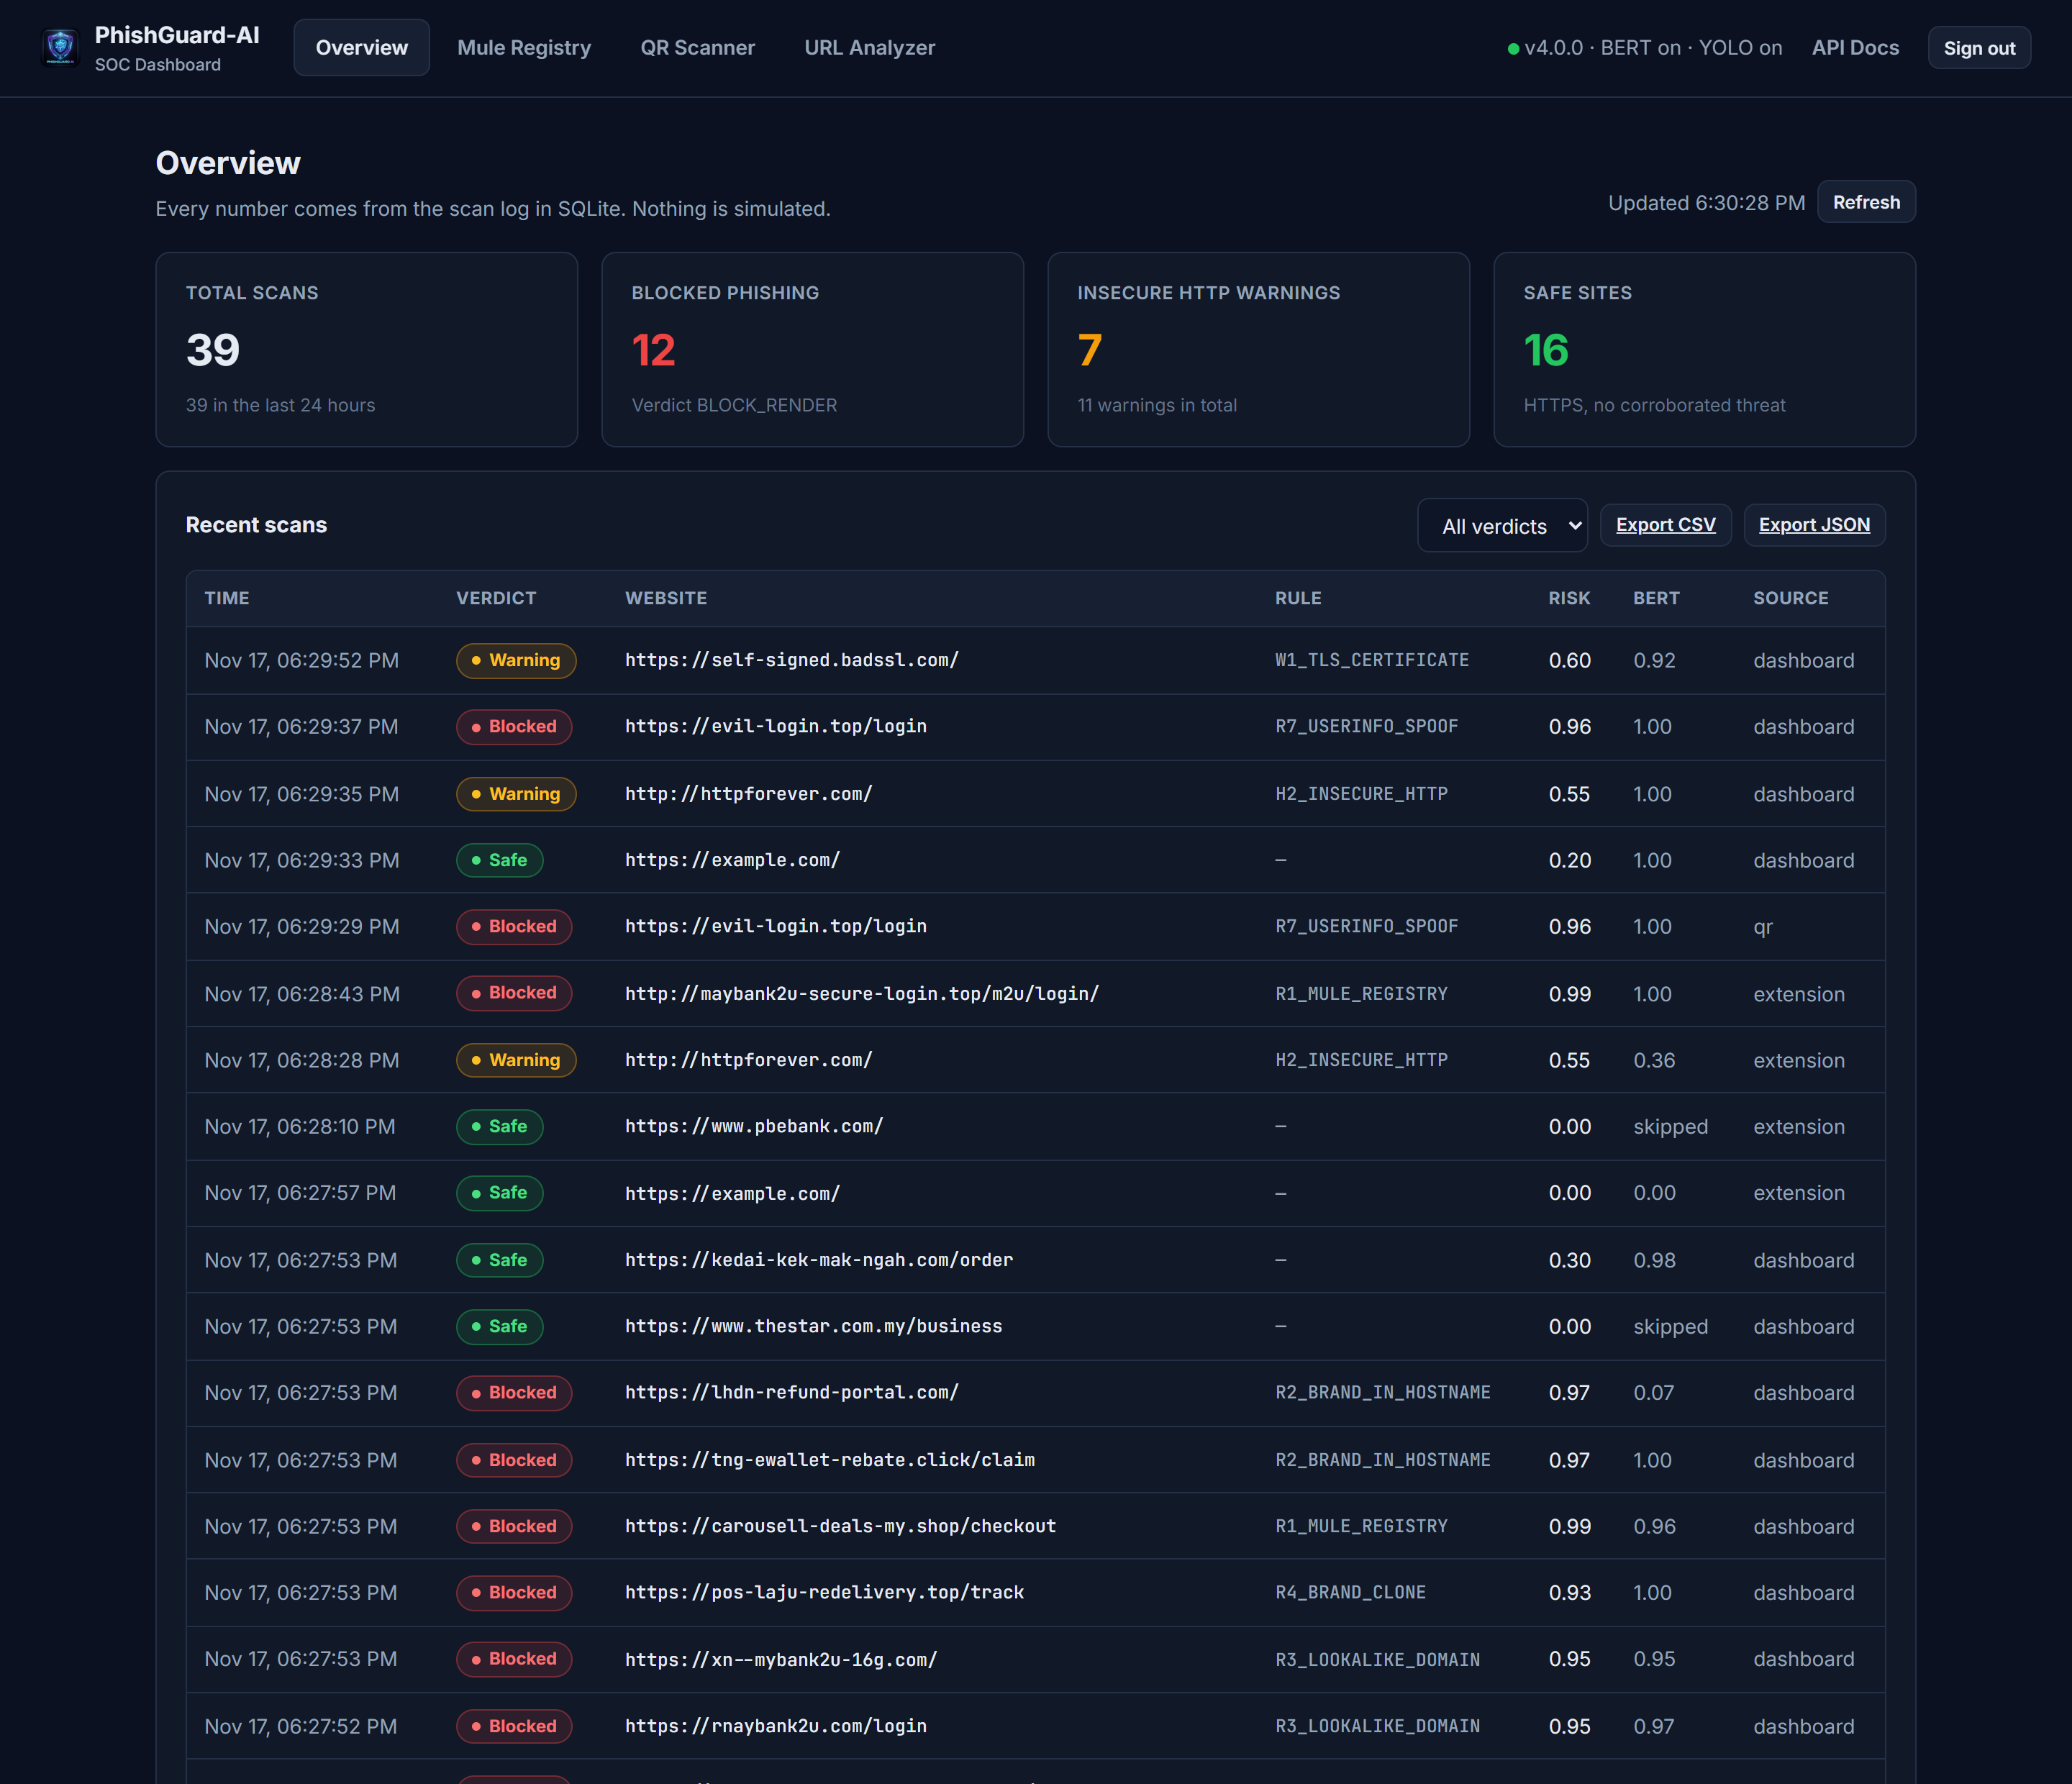 PhishGuard-AI
SOC Dashboard
Overview
Mule Registry
QR Scanner
URL Analyzer
v4.0.0 · BERT on · YOLO on
API Docs
Sign out
Overview
Every number comes from the scan log in SQLite. Nothing is simulated.
Updated 6:30:28 PM
Refresh
TOTAL SCANS
39
39 in the last 24 hours
BLOCKED PHISHING
12
Verdict BLOCK_RENDER
INSECURE HTTP WARNINGS
7
11 warnings in total
SAFE SITES
16
HTTPS, no corroborated threat
Recent scans
All verdicts
Export CSV
Export JSON
TIME VERDICT WEBSITE RULE RISK BERT SOURCE
Nov 17, 06:29:52 PM Warning https://self-signed.badssl.com/ W1_TLS_CERTIFICATE 0.60 0.92 dashboard
Nov 17, 06:29:37 PM Blocked https://evil-login.top/login R7_USERINFO_SPOOF 0.96 1.00 dashboard
Nov 17, 06:29:35 PM Warning http://httpforever.com/ H2_INSECURE_HTTP 0.55 1.00 dashboard
Nov 17, 06:29:33 PM Safe https://example.com/ — 0.20 1.00 dashboard
Nov 17, 06:29:29 PM Blocked https://evil-login.top/login R7_USERINFO_SPOOF 0.96 1.00 qr
Nov 17, 06:28:43 PM Blocked http://maybank2u-secure-login.top/m2u/login/ R1_MULE_REGISTRY 0.99 1.00 extension
Nov 17, 06:28:28 PM Warning http://httpforever.com/ H2_INSECURE_HTTP 0.55 0.36 extension
Nov 17, 06:28:10 PM Safe https://www.pbebank.com/ — 0.00 skipped extension
Nov 17, 06:27:57 PM Safe https://example.com/ — 0.00 0.00 extension
Nov 17, 06:27:53 PM Safe https://kedai-kek-mak-ngah.com/order — 0.30 0.98 dashboard
Nov 17, 06:27:53 PM Safe https://www.thestar.com.my/business — 0.00 skipped dashboard
Nov 17, 06:27:53 PM Blocked https://lhdn-refund-portal.com/ R2_BRAND_IN_HOSTNAME 0.97 0.07 dashboard
Nov 17, 06:27:53 PM Blocked https://tng-ewallet-rebate.click/claim R2_BRAND_IN_HOSTNAME 0.97 1.00 dashboard
Nov 17, 06:27:53 PM Blocked https://carousell-deals-my.shop/checkout R1_MULE_REGISTRY 0.99 0.96 dashboard
Nov 17, 06:27:53 PM Blocked https://pos-laju-redelivery.top/track R4_BRAND_CLONE 0.93 1.00 dashboard
Nov 17, 06:27:53 PM Blocked https://xn--mybank2u-16g.com/ R3_LOOKALIKE_DOMAIN 0.95 0.95 dashboard
Nov 17, 06:27:52 PM Blocked https://rnaybank2u.com/login R3_LOOKALIKE_DOMAIN 0.95 0.97 dashboard